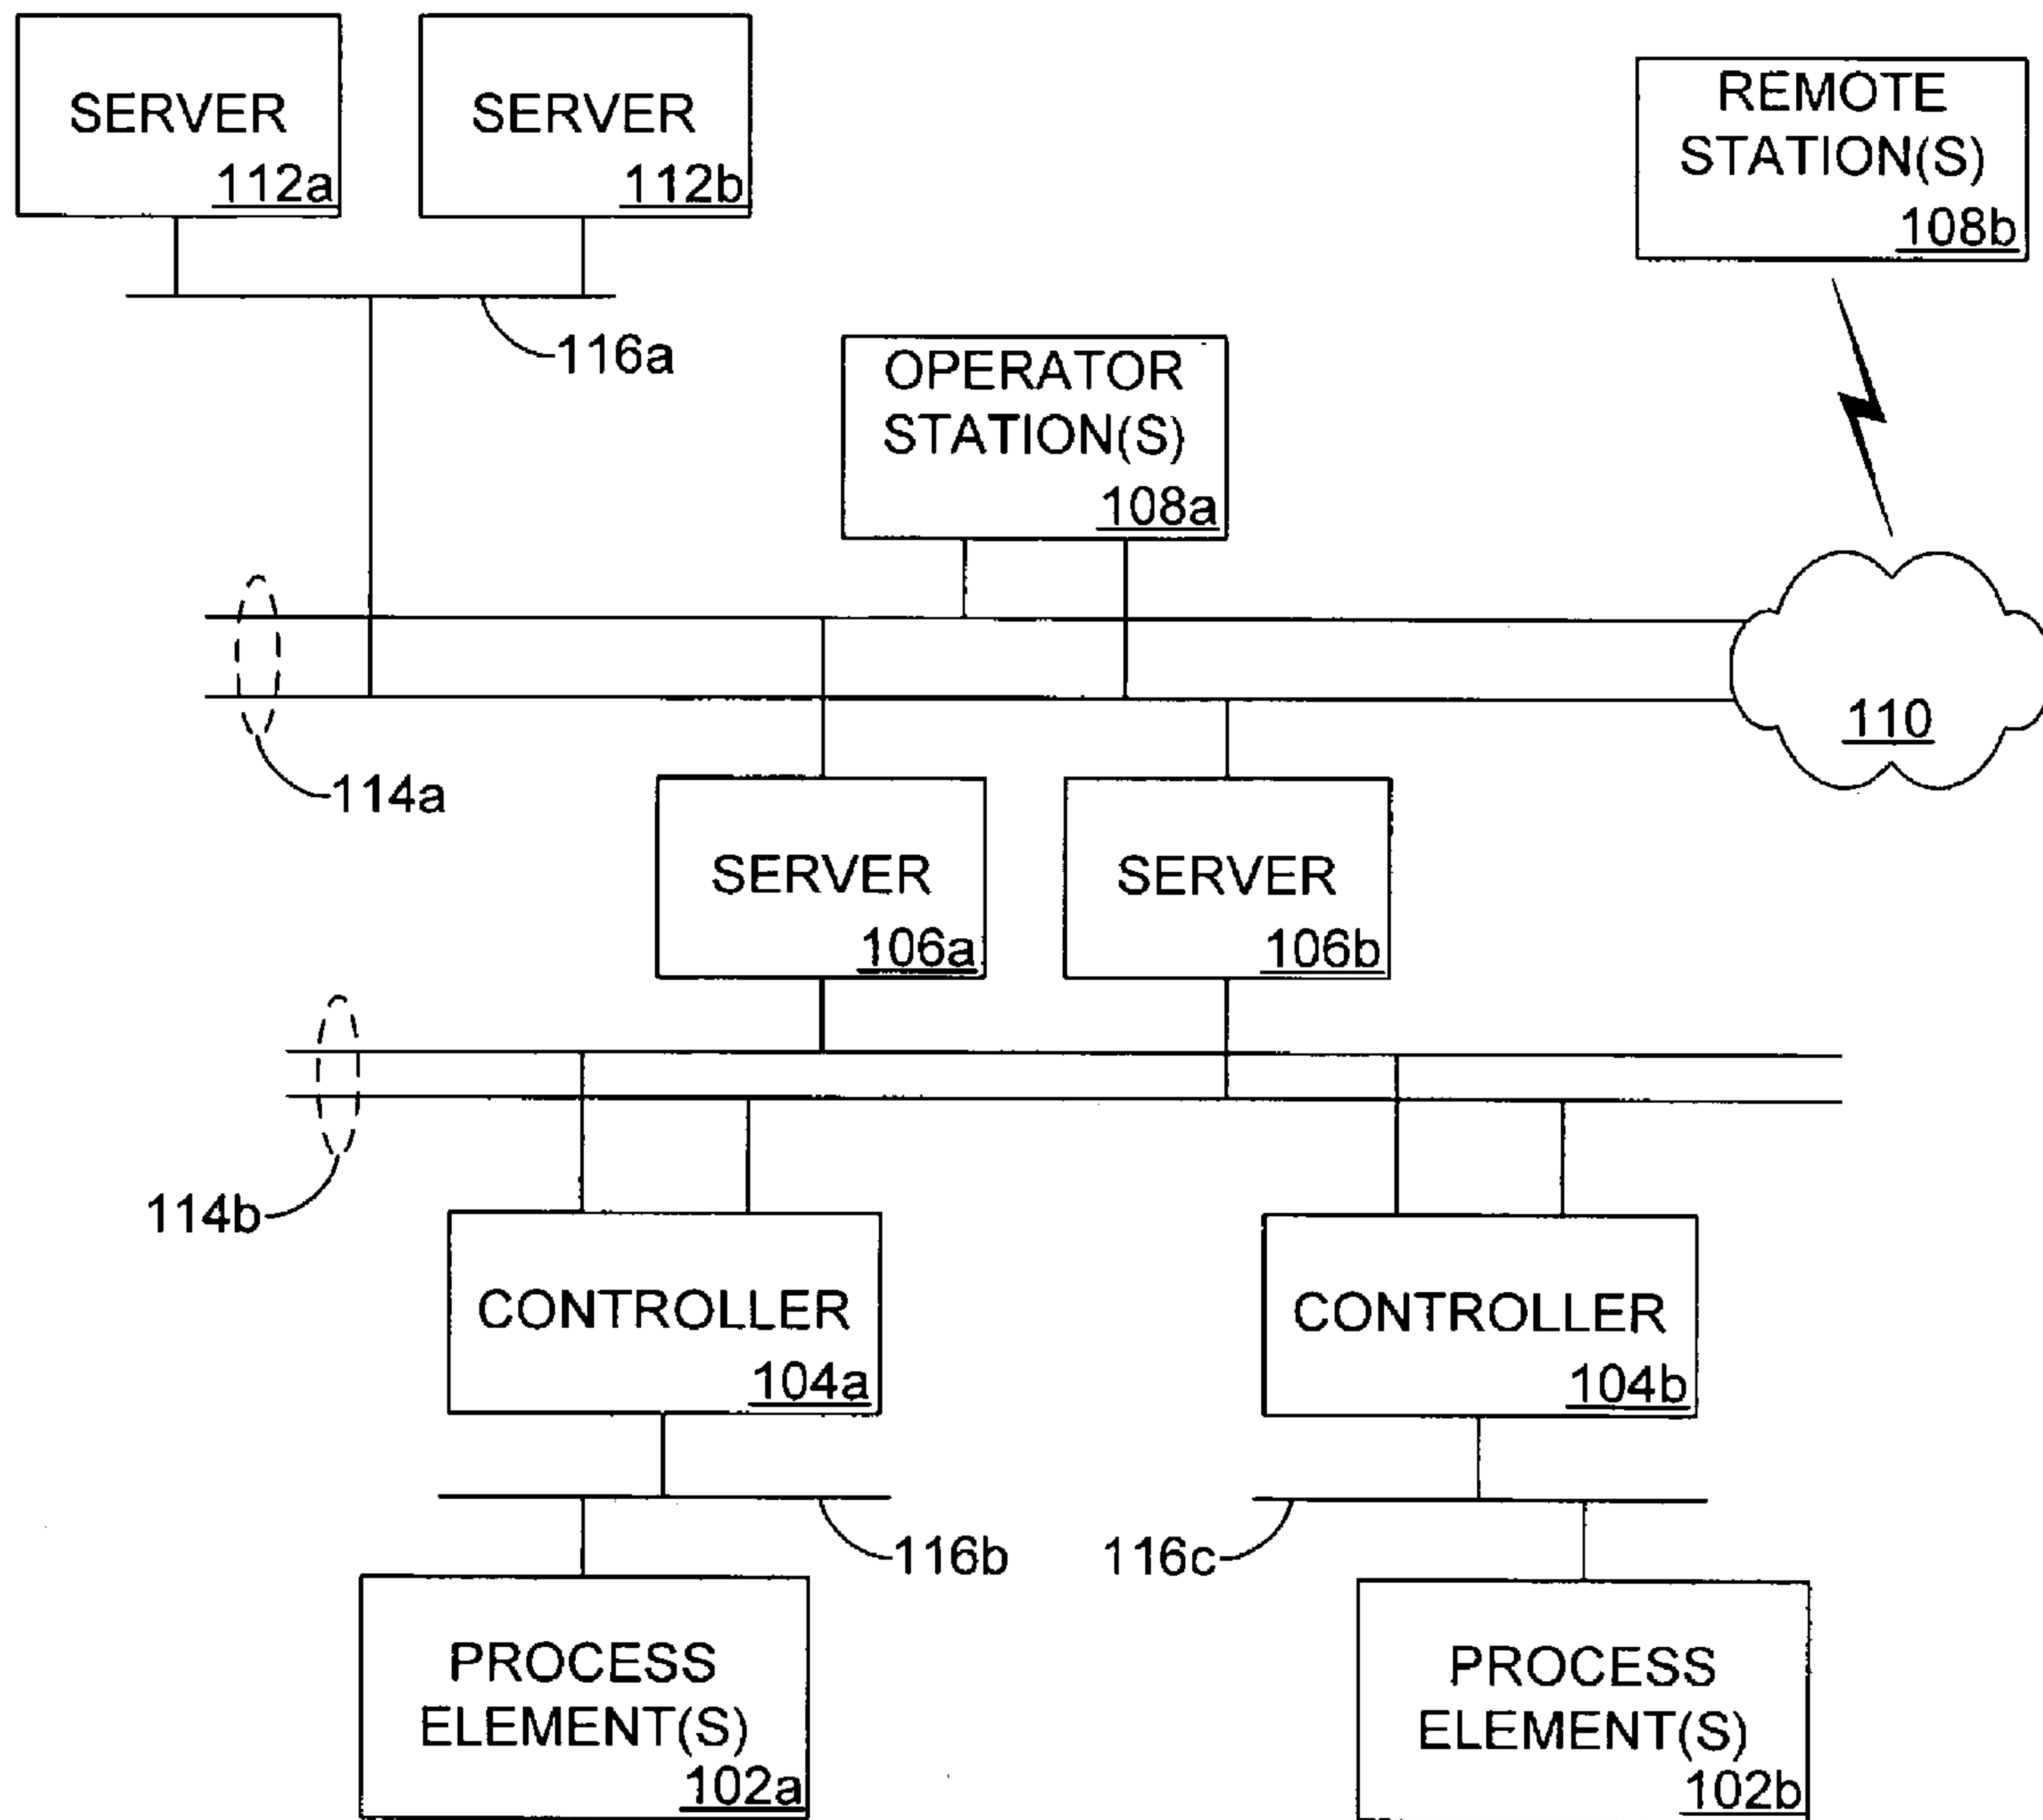 SERVER
112a
SERVER
112b
REMOTE
STATION(S)
108b
116a
OPERATOR
STATION(S)
108a
110
114a
SERVER
106a
SERVER
106b
114b
CONTROLLER
104a
CONTROLLER
104b
116b
116c
PROCESS
ELEMENT(S)
102a
PROCESS
ELEMENT(S)
102b